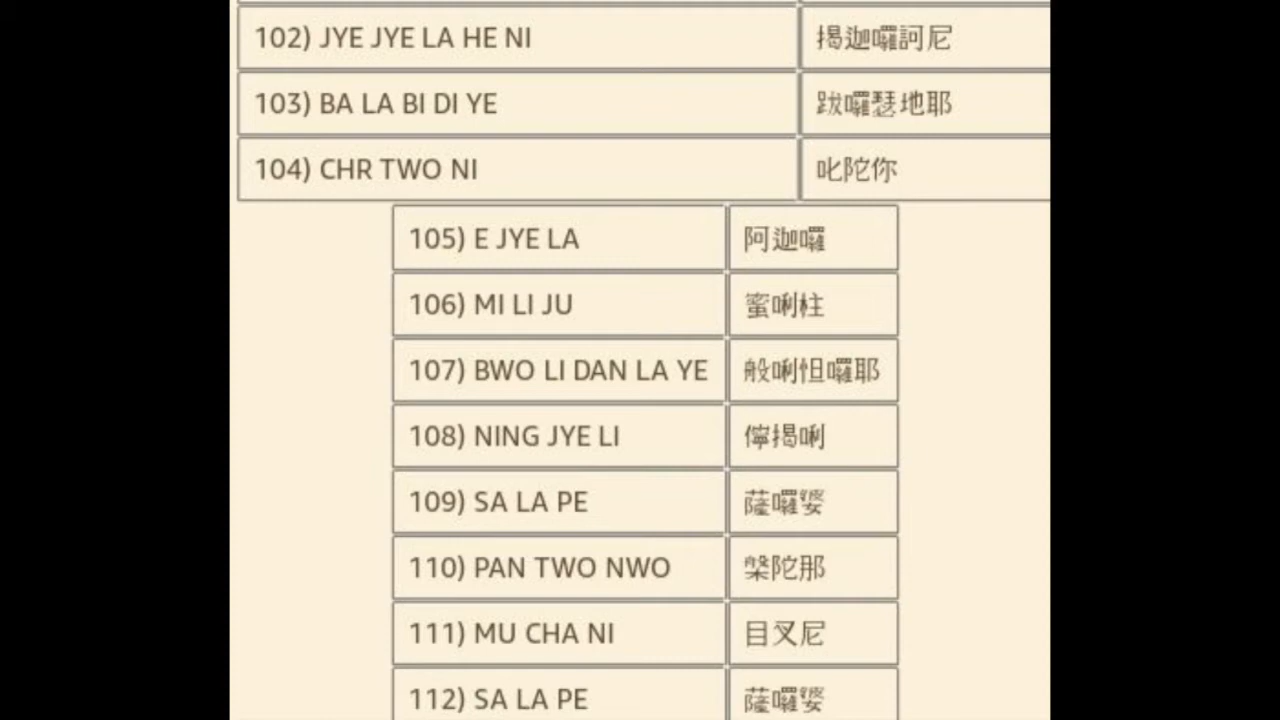 102) JYE JYE LA HE NI 揭迦囉訶尼
103) BA LA BI DI YE 跋囉瑟地耶
104) CHR TWO NI 叱陀你
105) E JYE LA 阿迦囉
106) MI LI JU 蜜唎柱
107) BWO LI DAN LA YE 般唎怛囉耶
108) NING JYE LI 儜揭唎
109) SA LA PE 薩囉婆
110) PAN TWO NWO 槃陀那
111) MU CHA NI 目叉尼
112) SA LA PE 薩囉婆